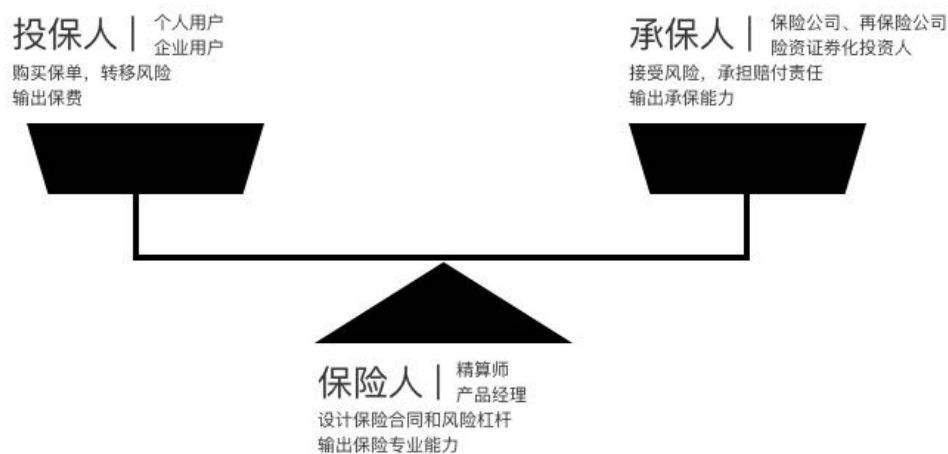 投保人 | 个人用户
企业用户
购买保单，转移风险
输出保费
承保人 | 保险公司、再保险公司
险资证券化投资人
接受风险，承担赔付责任
输出承保能力
保险人 | 精算师
产品经理
设计保险合同和风险杠杆
输出保险专业能力